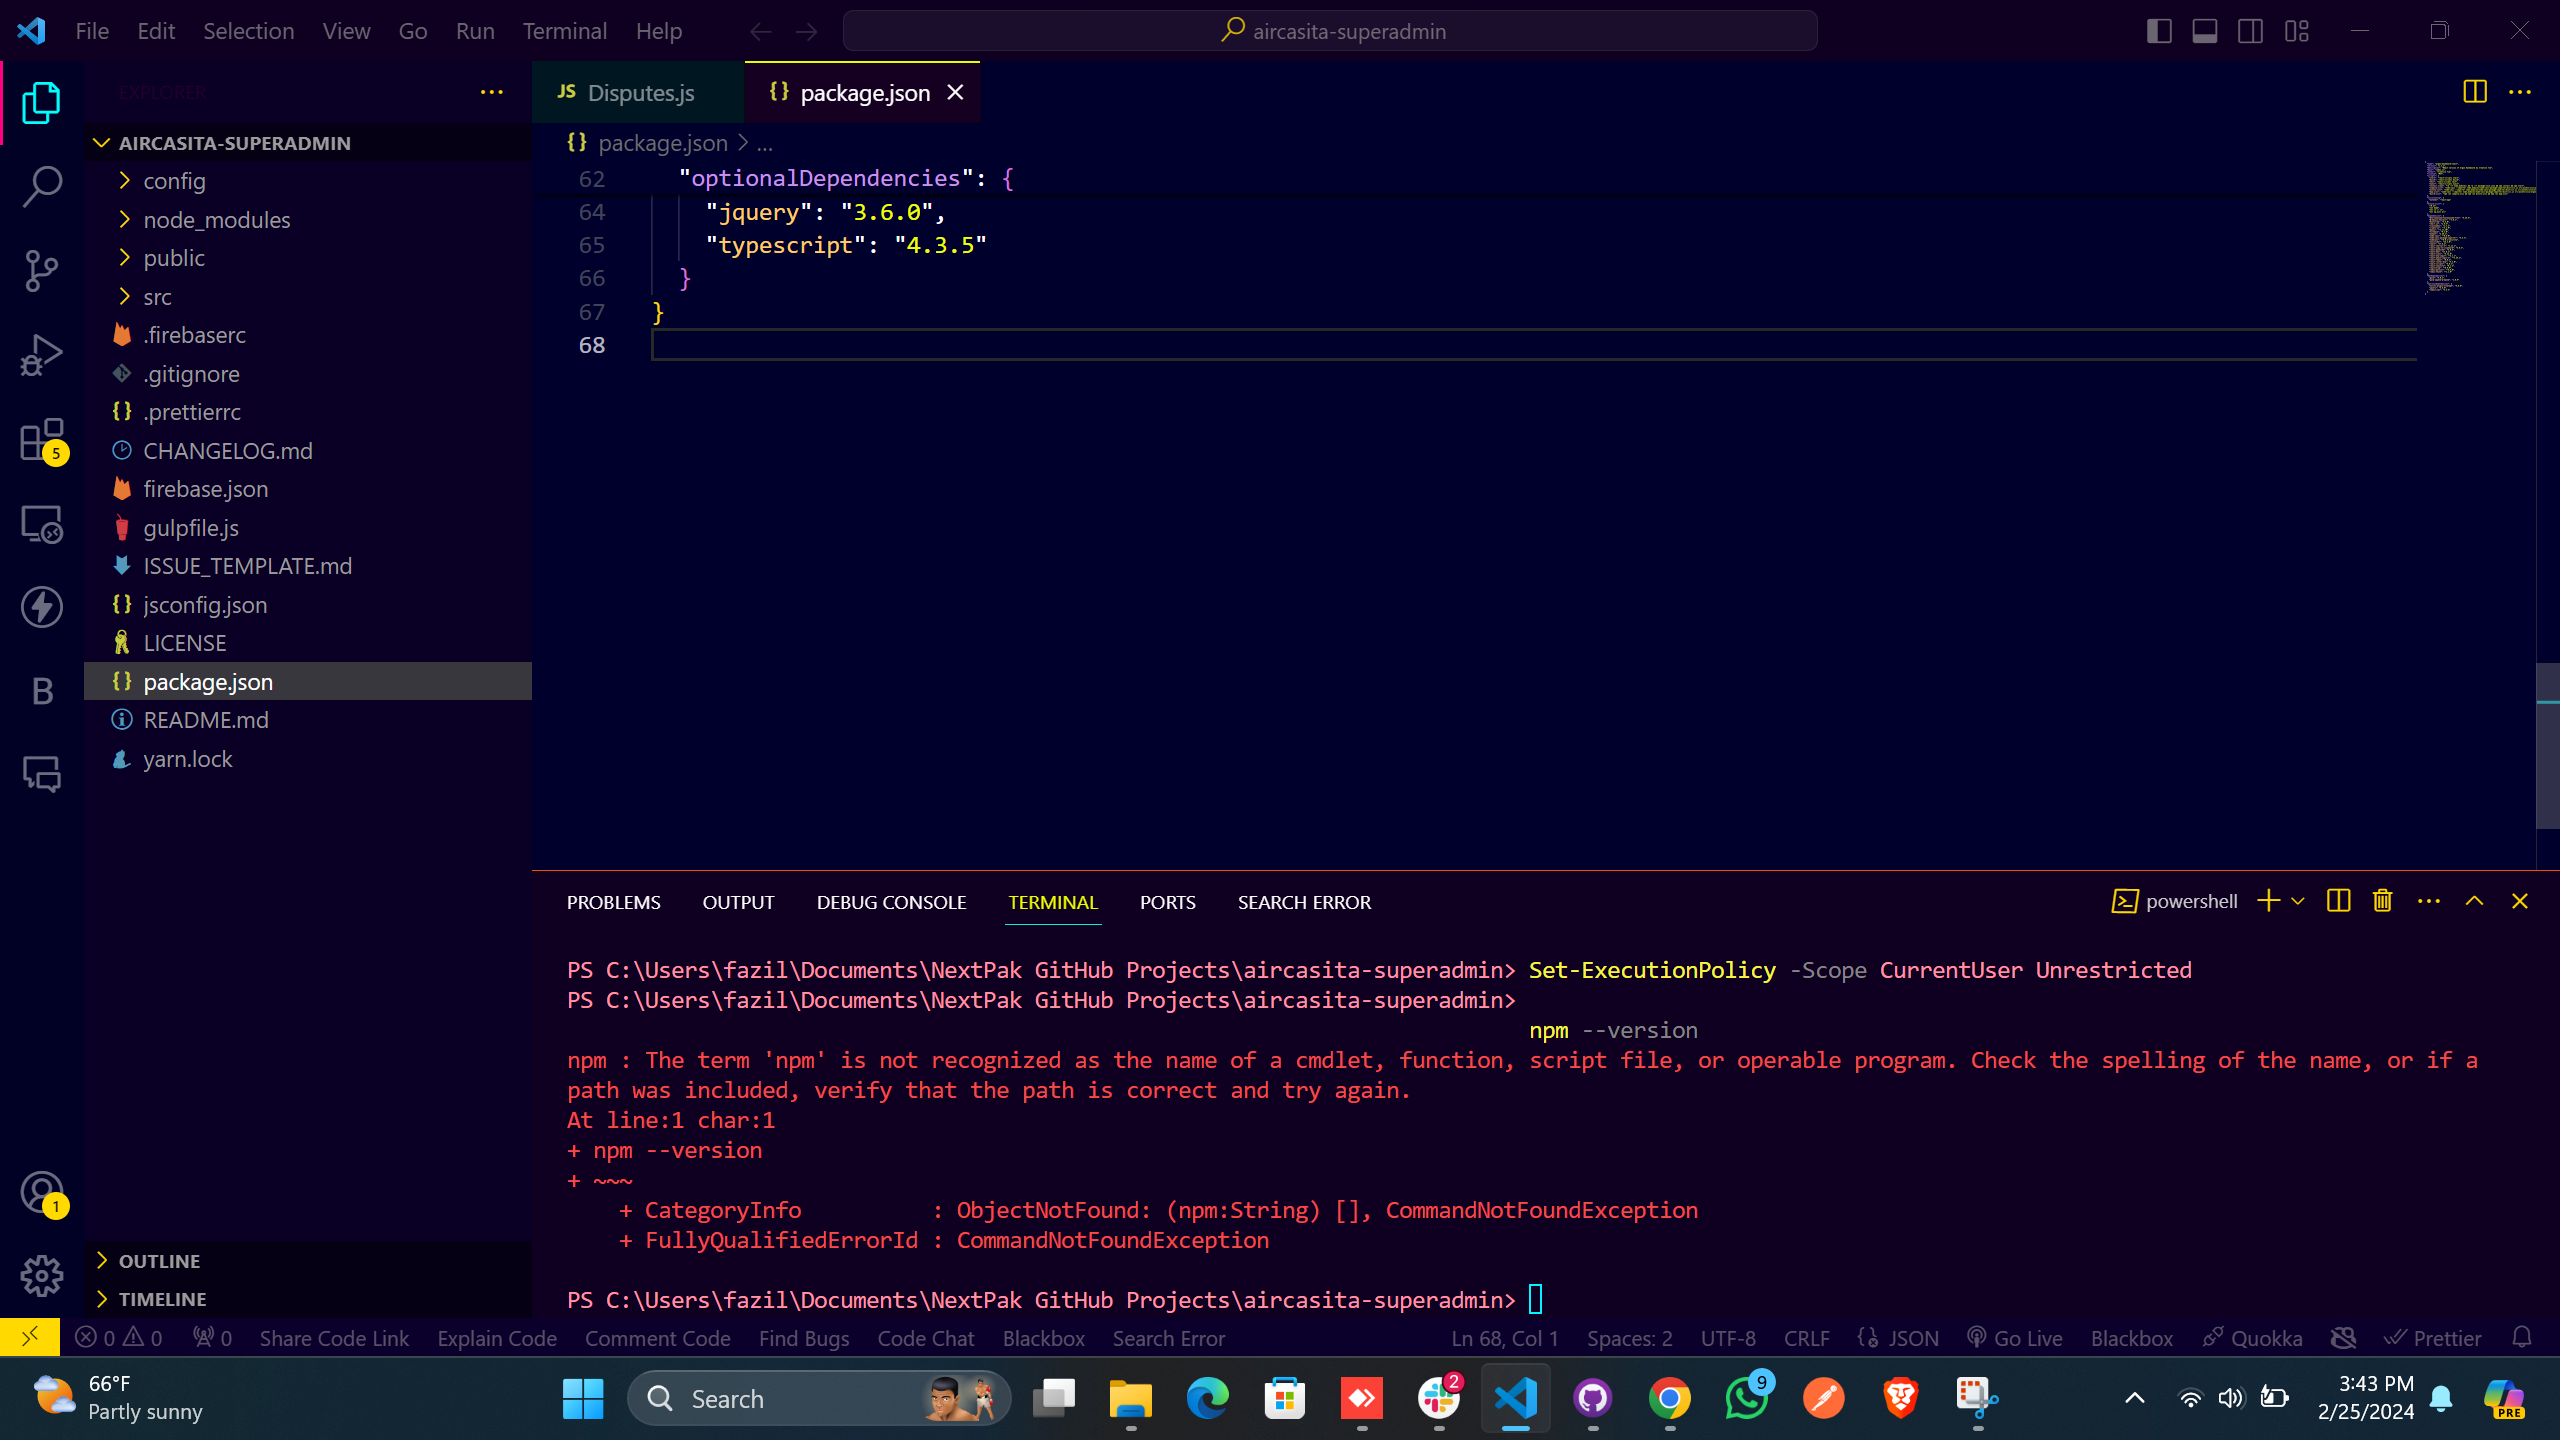 File Edit Selection View Go Run Terminal Help
aircasita-superadmin
EXPLORER
AIRCASITA-SUPERADMIN
config
node_modules
public
src
.firebaserc
.gitignore
.prettierrc
CHANGELOG.md
firebase.json
gulpfile.js
ISSUE_TEMPLATE.md
jsconfig.json
LICENSE
package.json
README.md
yarn.lock
OUTLINE
TIMELINE
5
B
1
JS Disputes.js
{} package.json
{} package.json > ...
62 "optionalDependencies": {
64 "jquery": "3.6.0",
65 "typescript": "4.3.5"
66 }
67 }
68
PROBLEMS OUTPUT DEBUG CONSOLE TERMINAL PORTS SEARCH ERROR
powershell
PS C:\Users\fazil\Documents\NextPak GitHub Projects\aircasita-superadmin> Set-ExecutionPolicy -Scope CurrentUser Unrestricted
PS C:\Users\fazil\Documents\NextPak GitHub Projects\aircasita-superadmin>
npm --version
npm : The term 'npm' is not recognized as the name of a cmdlet, function, script file, or operable program. Check the spelling of the name, or if a
path was included, verify that the path is correct and try again.
At line:1 char:1
+ npm --version
+ ~~~
+ CategoryInfo : ObjectNotFound: (npm:String) [], CommandNotFoundException
+ FullyQualifiedErrorId : CommandNotFoundException
PS C:\Users\fazil\Documents\NextPak GitHub Projects\aircasita-superadmin>
0 0 0 Share Code Link Explain Code Comment Code Find Bugs Code Chat Blackbox Search Error
Ln 68, Col 1 Spaces: 2 UTF-8 CRLF {} JSON Go Live Blackbox Quokka Prettier
66°F
Partly sunny
Search
2
9
3:43 PM
2/25/2024
PRE